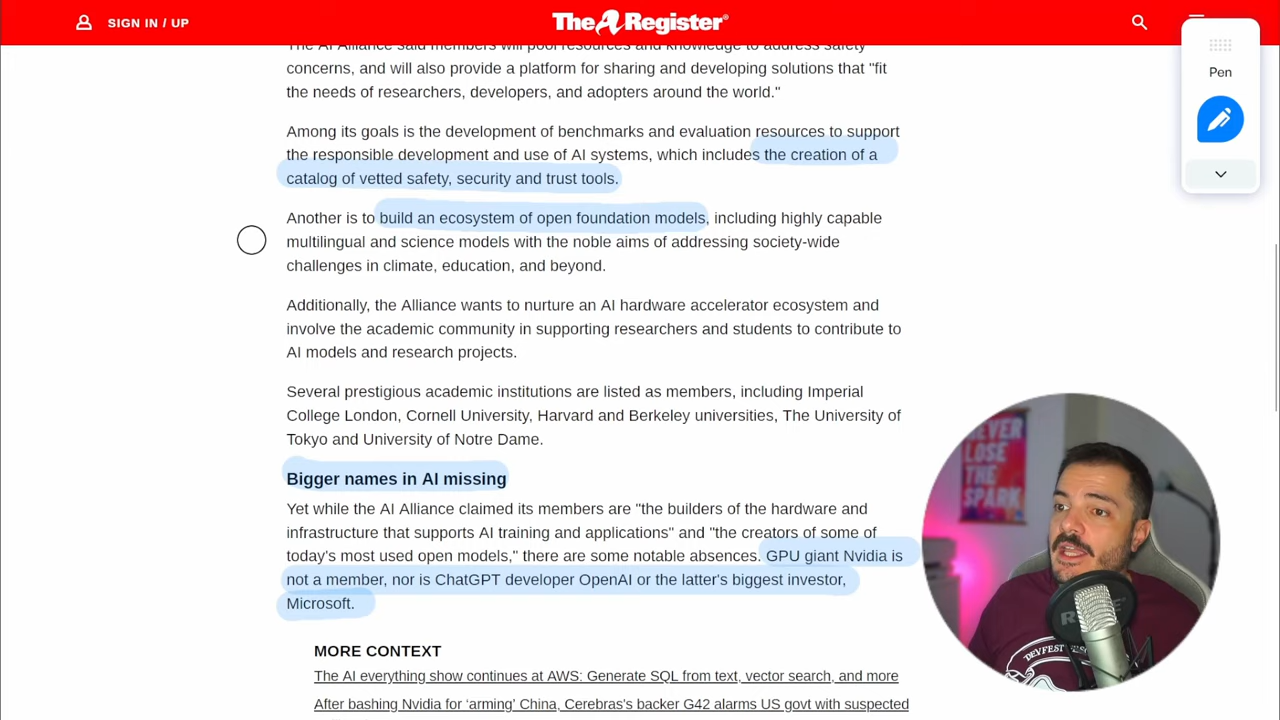 SIGN IN / UP
The Register®
The AI Alliance said members will pool resources and knowledge to address safety
concerns, and will also provide a platform for sharing and developing solutions that "fit
the needs of researchers, developers, and adopters around the world."
Pen
Among its goals is the development of benchmarks and evaluation resources to support
the responsible development and use of AI systems, which includes the creation of a
catalog of vetted safety, security and trust tools.
Another is to build an ecosystem of open foundation models, including highly capable
multilingual and science models with the noble aims of addressing society-wide
challenges in climate, education, and beyond.
Additionally, the Alliance wants to nurture an AI hardware accelerator ecosystem and
involve the academic community in supporting researchers and students to contribute to
AI models and research projects.
Several prestigious academic institutions are listed as members, including Imperial
College London, Cornell University, Harvard and Berkeley universities, The University of
Tokyo and University of Notre Dame.
Bigger names in AI missing
Yet while the AI Alliance claimed its members are "the builders of the hardware and
infrastructure that supports AI training and applications" and "the creators of some of
today's most used open models," there are some notable absences. GPU giant Nvidia is
not a member, nor is ChatGPT developer OpenAI or the latter's biggest investor,
Microsoft.
MORE CONTEXT
The AI everything show continues at AWS: Generate SQL from text, vector search, and more
After bashing Nvidia for 'arming' China, Cerebras's backer G42 alarms US govt with suspected
NEVER
LOSE
THE
SPARK